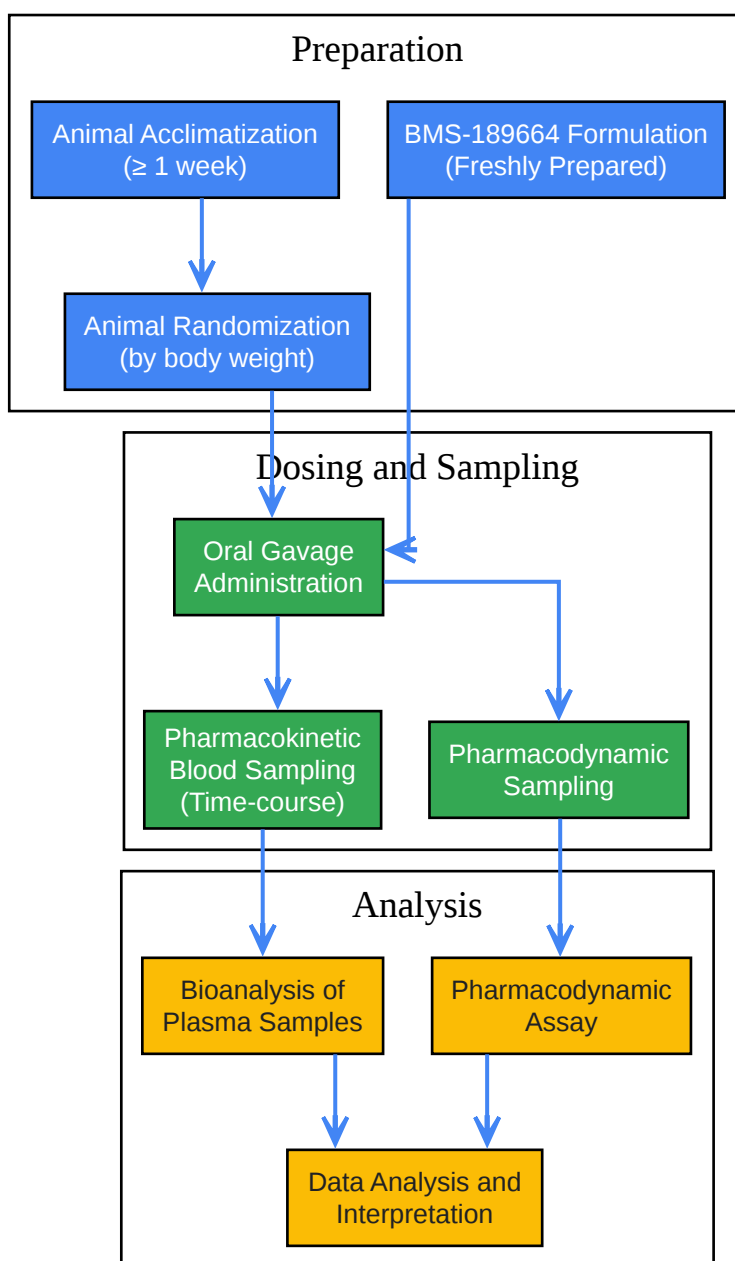 Preparation
Animal Acclimatization
(≥ 1 week)
BMS-189664 Formulation
(Freshly Prepared)
Animal Randomization
(by body weight)
Dosing and Sampling
Oral Gavage
Administration
Pharmacokinetic
Blood Sampling
(Time-course)
Pharmacodynamic
Sampling
Analysis
Bioanalysis of
Plasma Samples
Pharmacodynamic
Assay
Data Analysis and
Interpretation